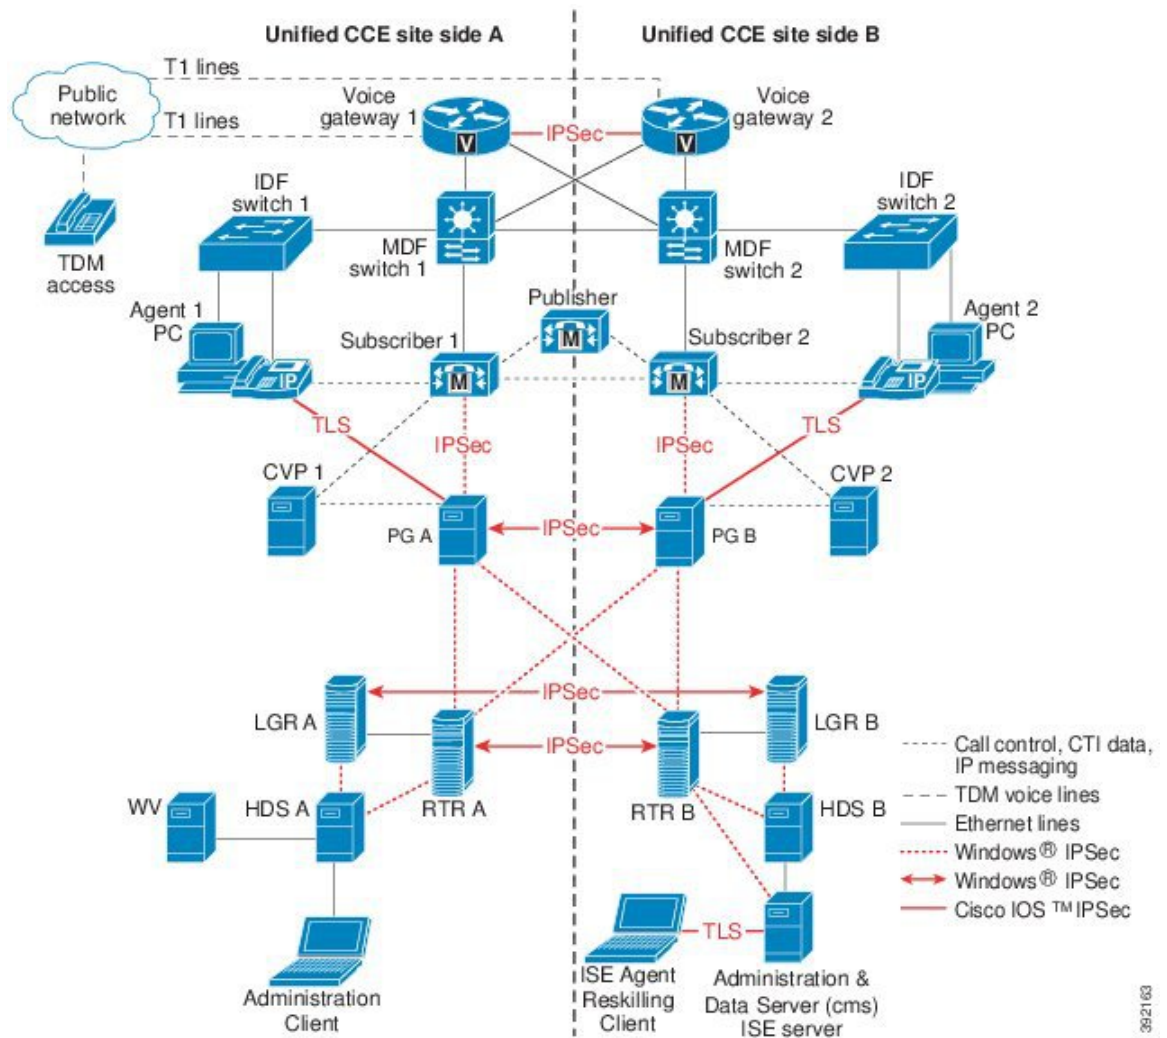 Unified CCE site side A
Unified CCE site side B
T1 lines
Public
network
T1 lines
Voice
gateway 1
Voice
gateway 2
IPSec
V
V
IDF
switch 1
IDF
switch 2
TDM
access
MDF
switch 1
MDF
switch 2
Publisher
M
Agent 1
PC
Agent 2
PC
Subscriber 1
Subscriber 2
IP
M
M
IP
TLS
IPSec
IPSec
TLS
CVP 1
CVP 2
PG A
IPSec
PG B
IPSec
LGR A
LGR B
IPSec
WV
HDS A
RTR A
RTR B
HDS B
Call control, CTI data,
IP messaging
TDM voice lines
Ethernet lines
Windows® IPSec
Windows® IPSec
Cisco IOS ™ IPSec
TLS
Administration
Client
ISE Agent
Reskilling
Client
Administration &
Data Server (cms)
ISE server
392163